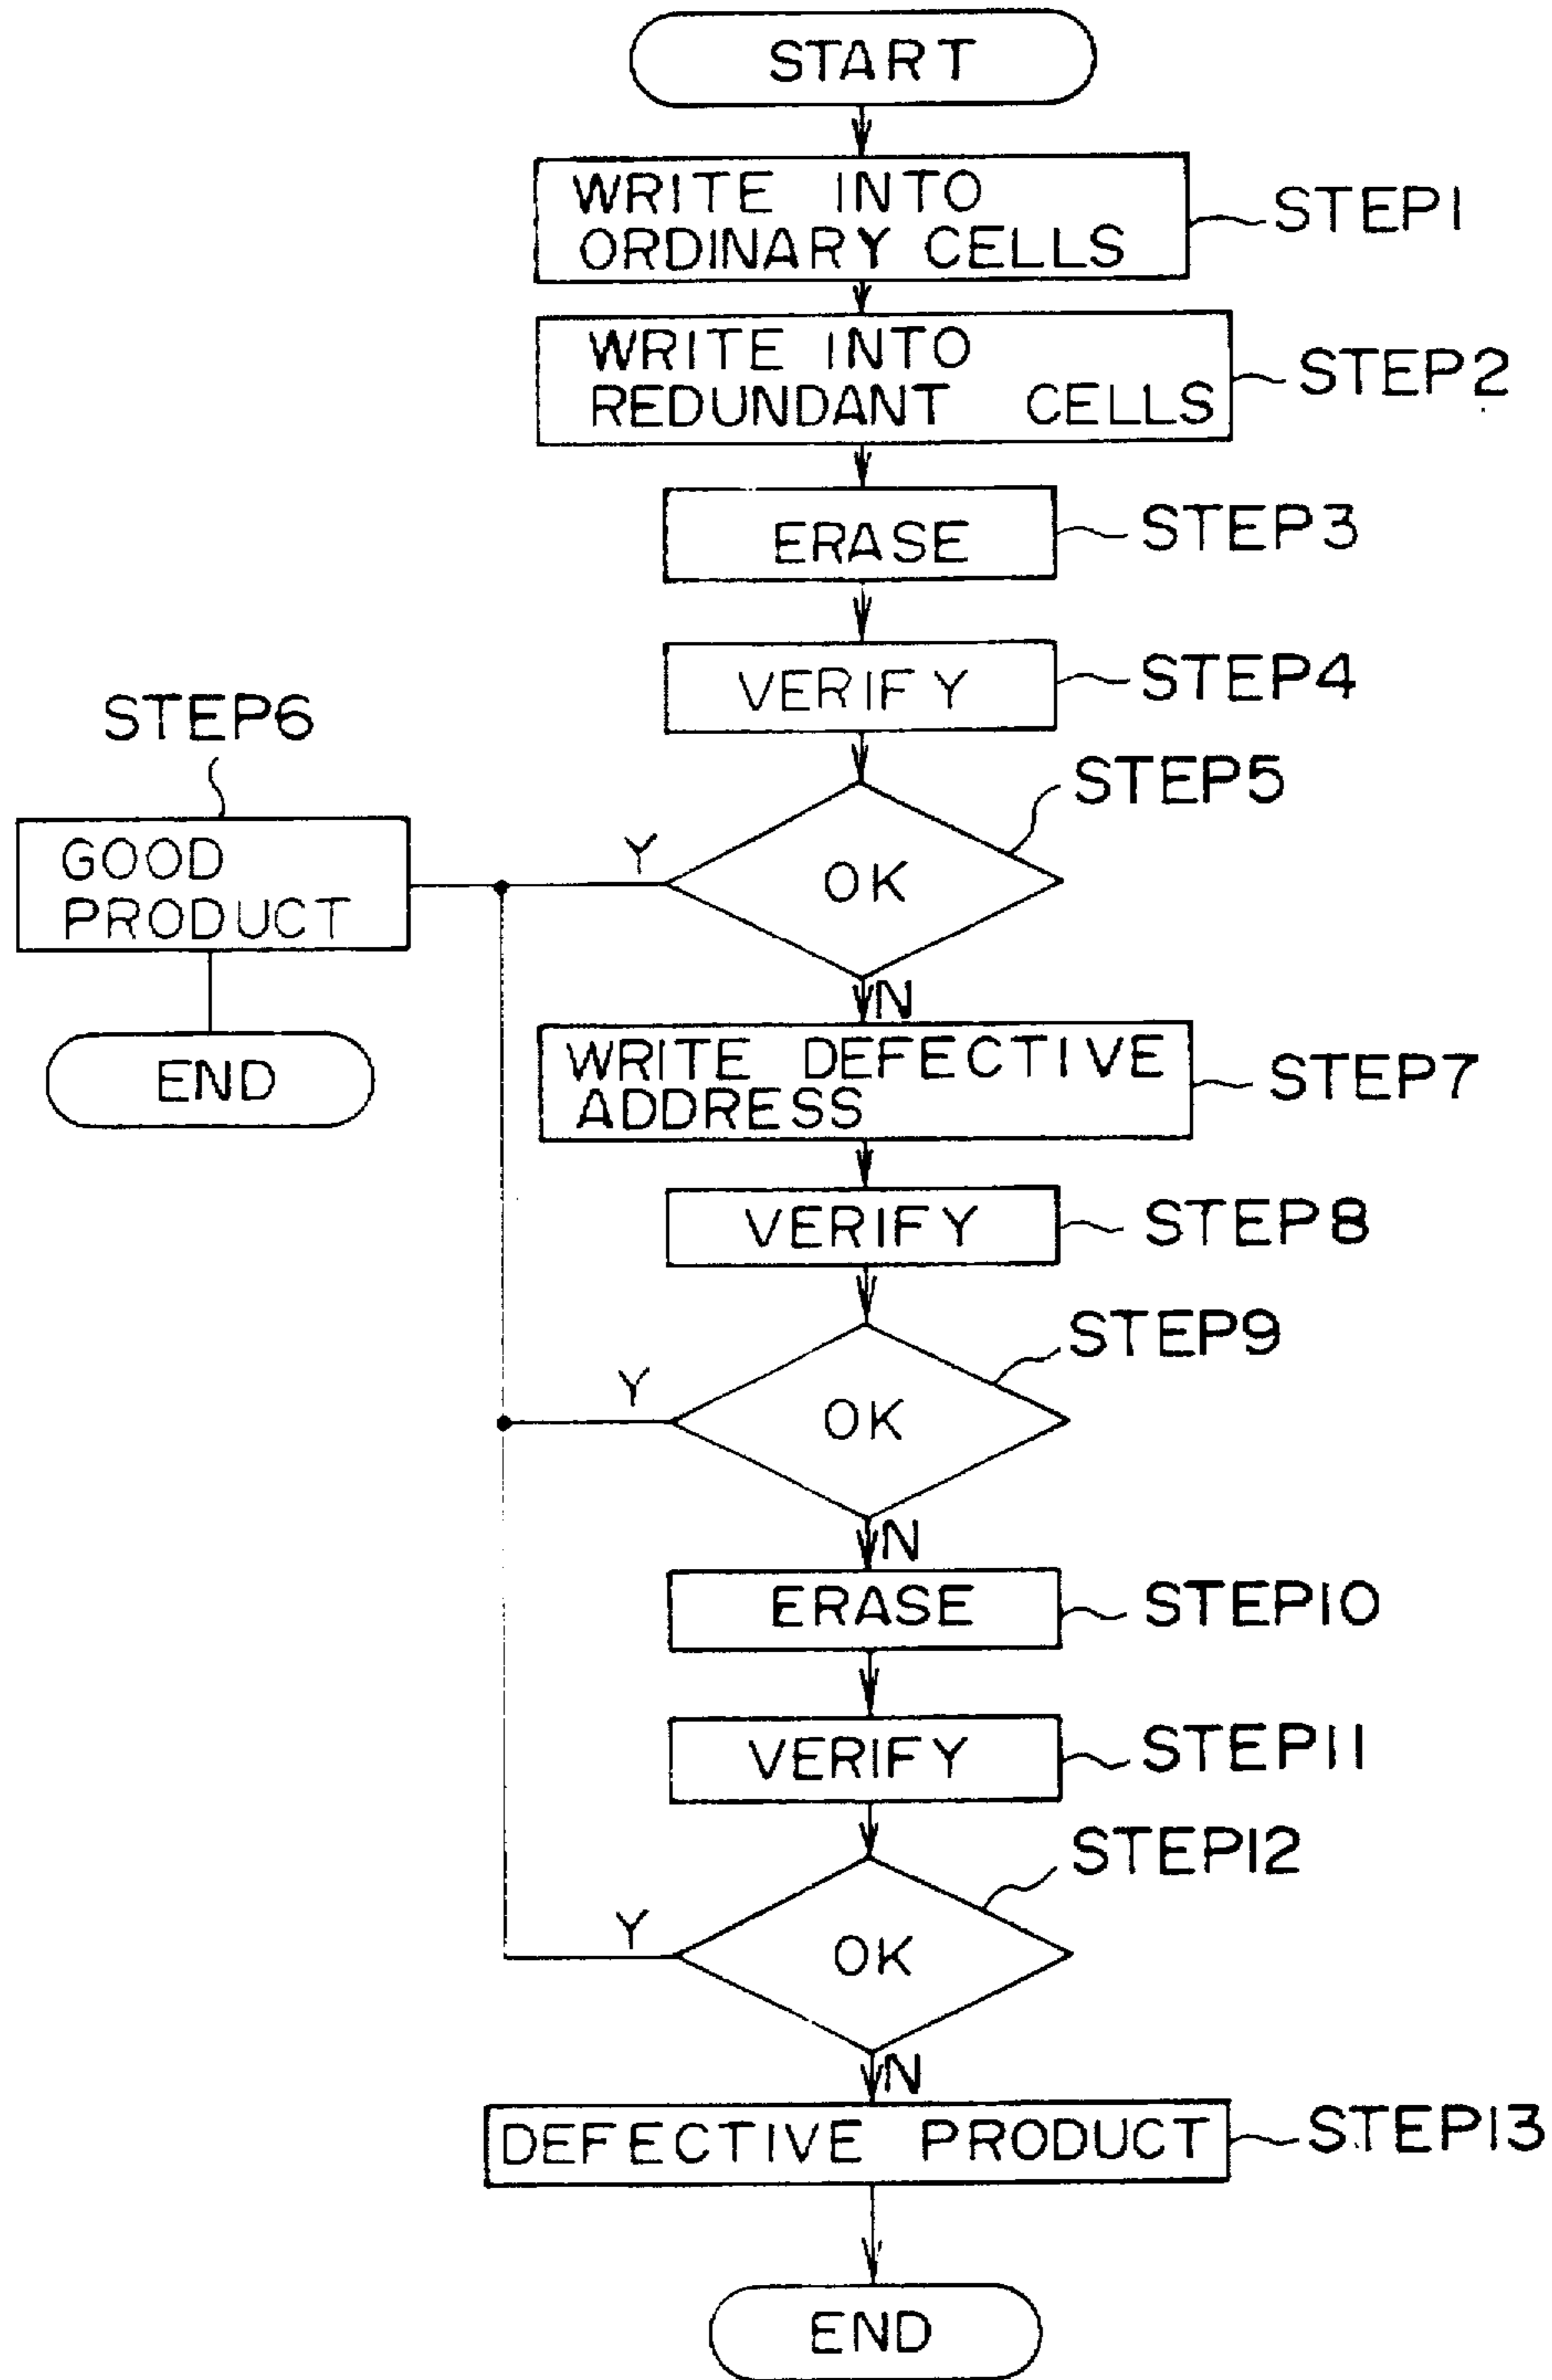 START
WRITE INTO
ORDINARY CELLS
STEP1
WRITE INTO
REDUNDANT CELLS
STEP2
ERASE
STEP3
VERIFY
STEP4
STEP6
STEP5
GOOD
PRODUCT
Y
OK
N
END
WRITE DEFECTIVE
ADDRESS
STEP7
VERIFY
STEP8
STEP9
Y
OK
N
ERASE
STEP10
VERIFY
STEP11
STEP12
Y
OK
N
DEFECTIVE PRODUCT
STEP13
END